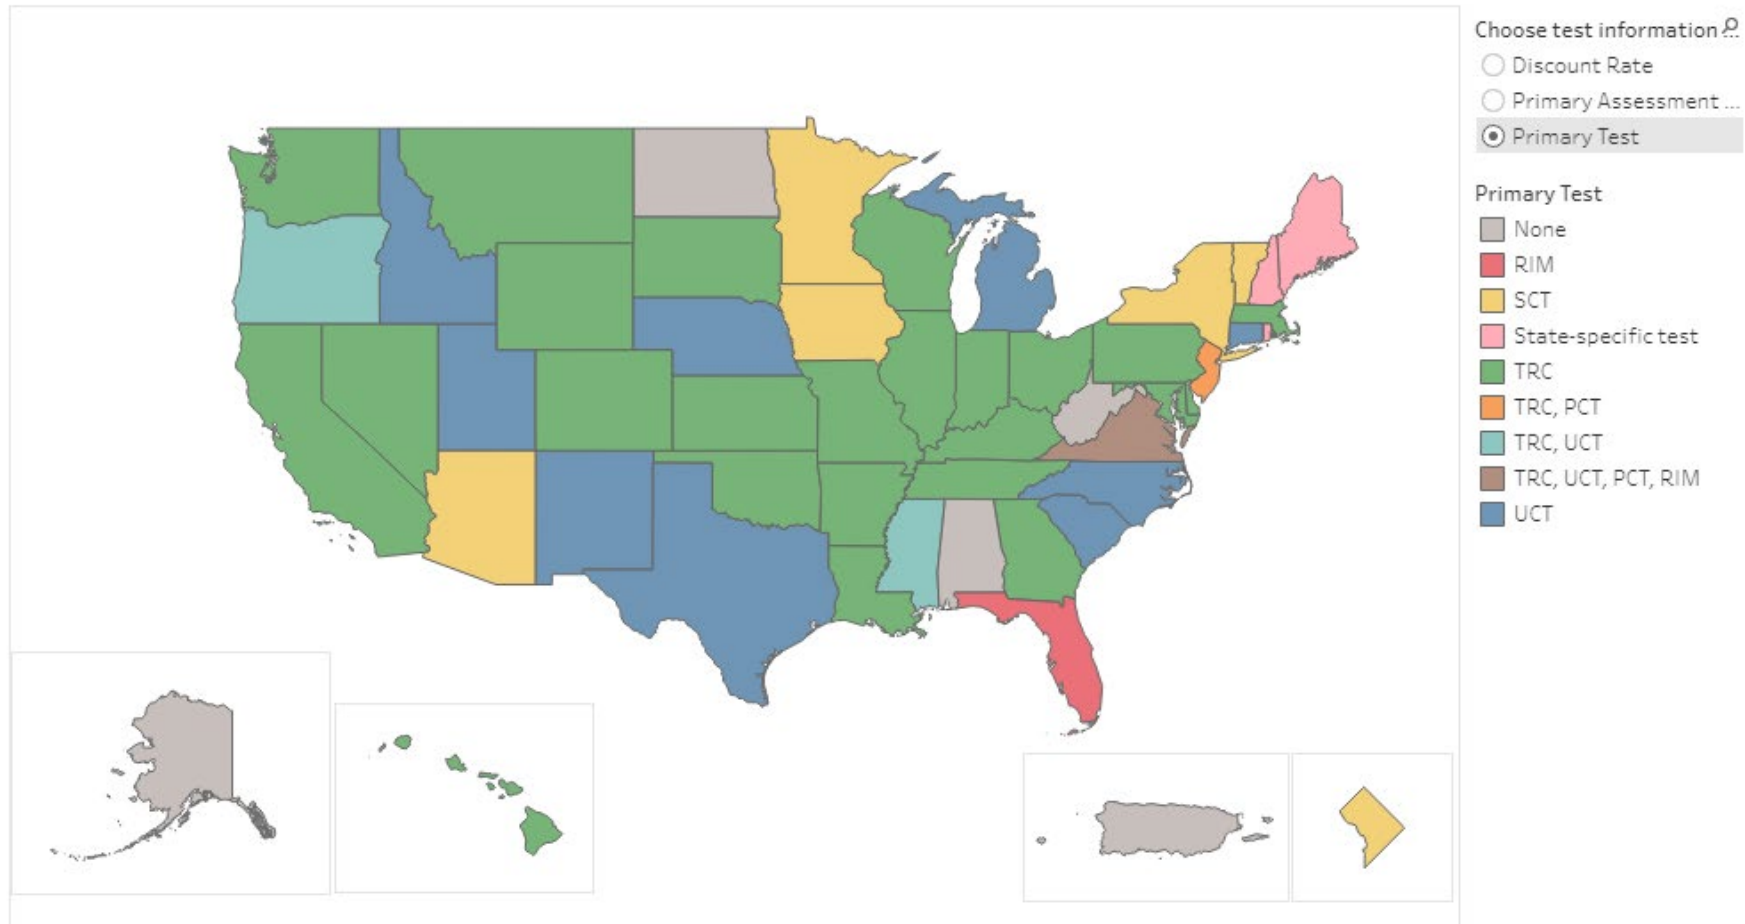 Choose test information
Discount Rate
Primary Assessment ...
Primary Test
Primary Test
None
RIM
SCT
State-specific test
TRC
TRC, PCT
TRC, UCT
TRC, UCT, PCT, RIM
UCT